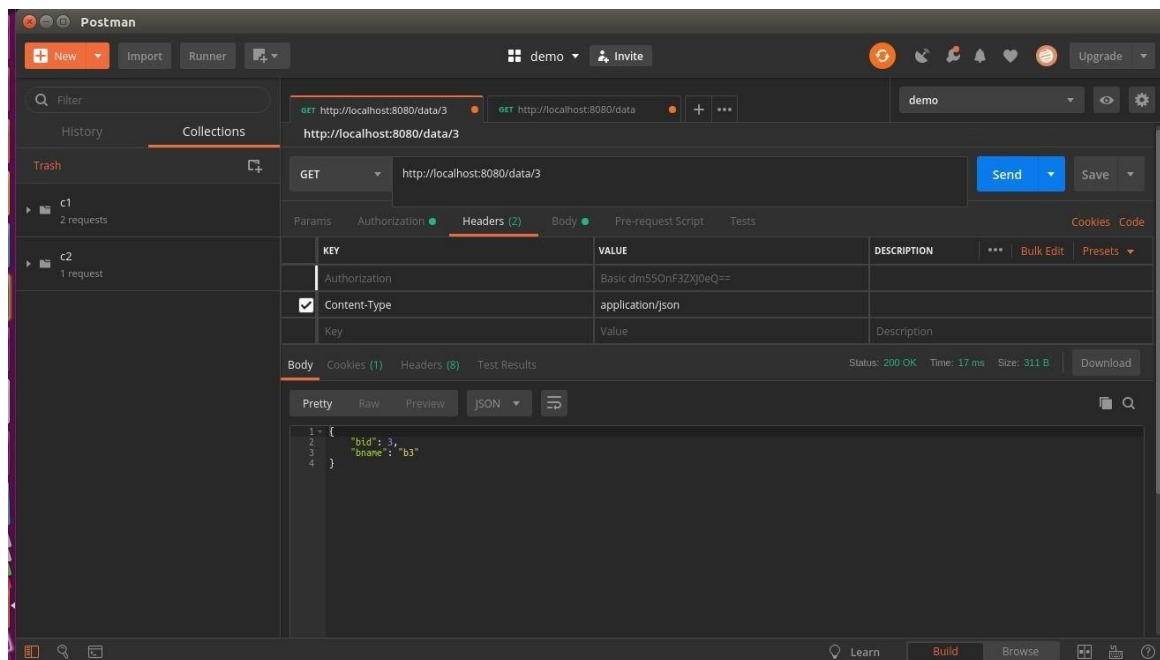 Postman
New Import Runner demo Invite Upgrade
Filter
History Collections
Trash
c1
2 requests
c2
1 request
GET http://localhost:8080/data/3 GET http://localhost:8080/data + ••• demo
http://localhost:8080/data/3
GET http://localhost:8080/data/3 Send Save
Params Authorization Headers (2) Body Pre-request Script Tests Cookies Code
KEY VALUE DESCRIPTION ••• Bulk Edit Presets
Authorization Basic dm55OnF3ZXJ0eQ==
Content-Type application/json
Key Value Description
Body Cookies (1) Headers (8) Test Results Status: 200 OK Time: 17 ms Size: 311 B Download
Pretty Raw Preview JSON
1 {
2 "bid": 3,
3 "bname": "b3"
4 }
Learn Build Browse